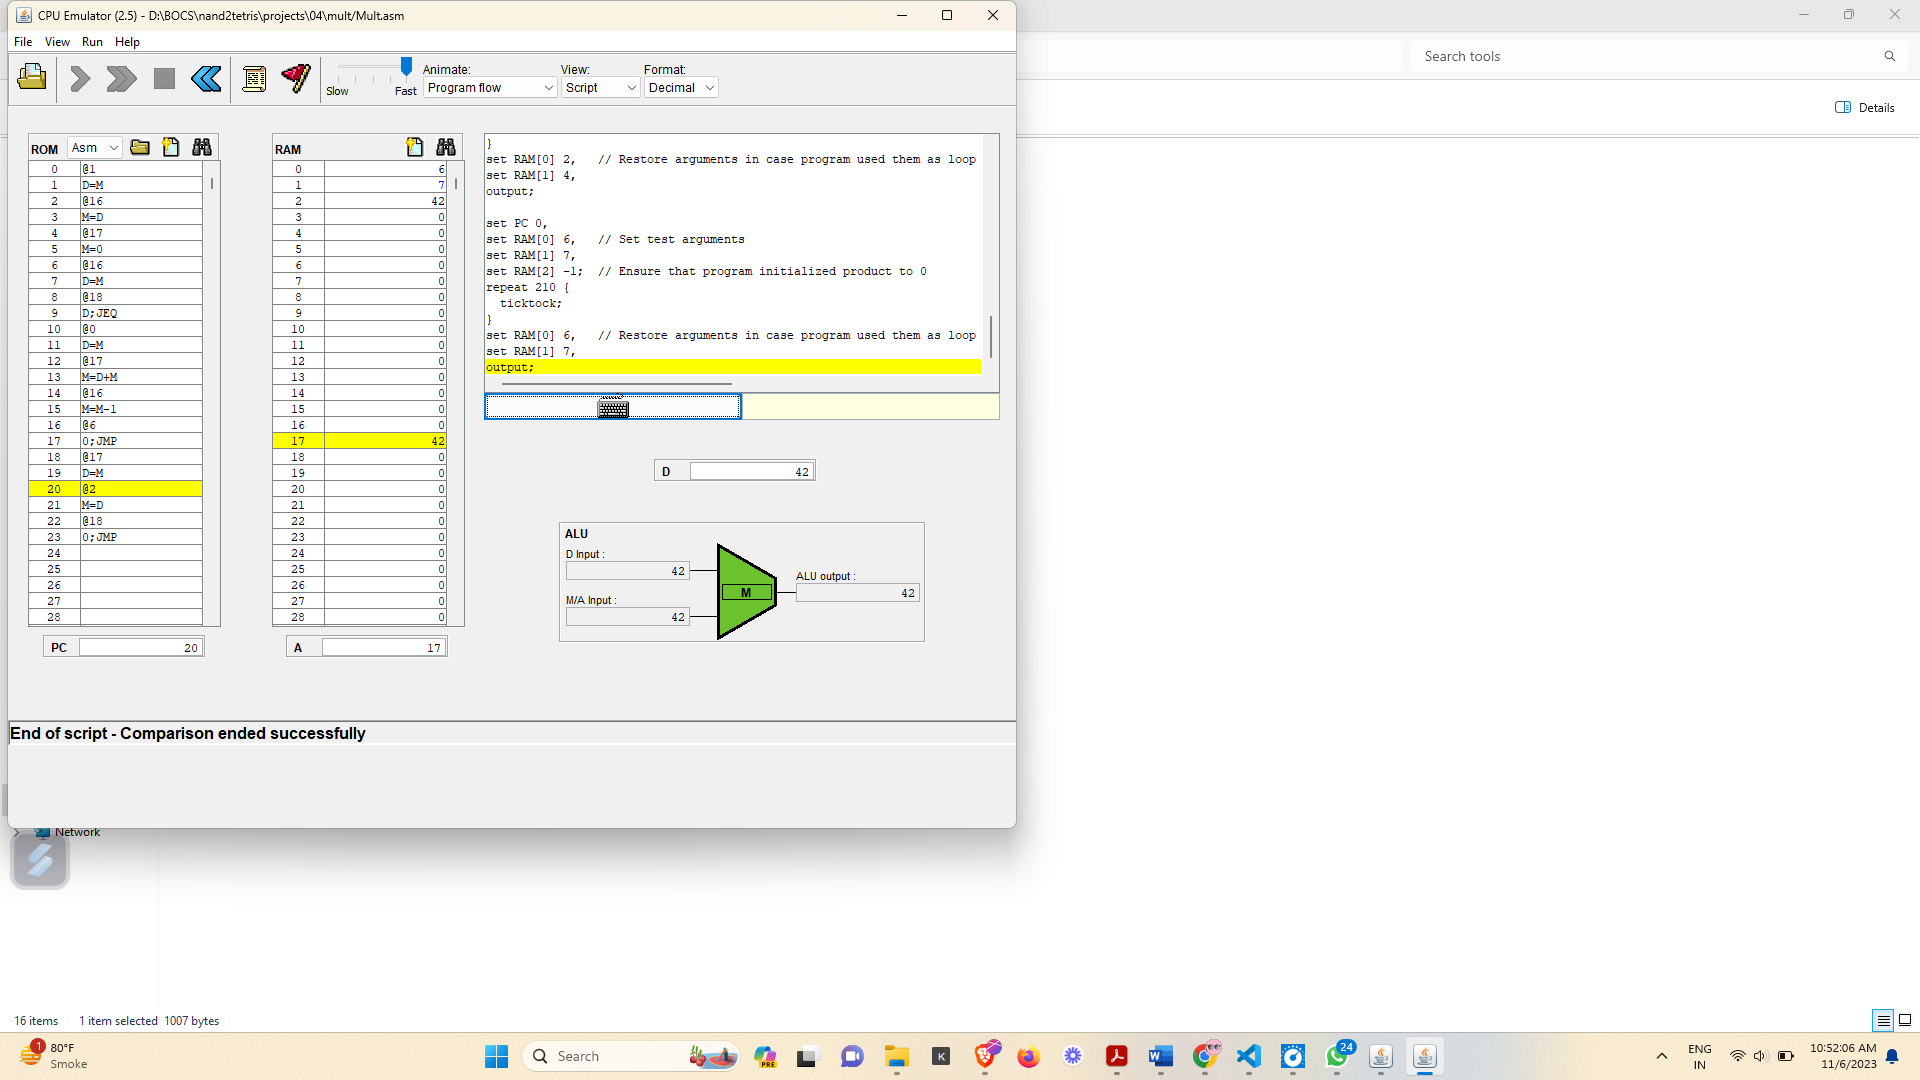 CPU Emulator (2.5) - D:\BOCS\nand2tetris\projects\04\mult/Mult.asm
File View Run Help
Search tools
Slow Fast
Animate:
Program flow
View:
Script
Format:
Decimal
Details
ROM Asm
0 @1
1 D=M
2 @16
3 M=D
4 @17
5 M=0
6 @16
7 D=M
8 @18
9 D;JEQ
10 @0
11 D=M
12 @17
13 M=D+M
14 @16
15 M=M-1
16 @6
17 0;JMP
18 @17
19 D=M
20 @2
21 M=D
22 @18
23 0;JMP
24
25
26
27
28
PC 20
RAM
0 6
1 7
2 42
3 0
4 0
5 0
6 0
7 0
8 0
9 0
10 0
11 0
12 0
13 0
14 0
15 0
16 0
17 42
18 0
19 0
20 0
21 0
22 0
23 0
24 0
25 0
26 0
27 0
28 0
A 17
}
set RAM[0] 2, // Restore arguments in case program used them as loop
set RAM[1] 4,
output;
set PC 0,
set RAM[0] 6, // Set test arguments
set RAM[1] 7,
set RAM[2] -1; // Ensure that program initialized product to 0
repeat 210 {
ticktock;
}
set RAM[0] 6, // Restore arguments in case program used them as loop
set RAM[1] 7,
output;
D 42
ALU
D Input :
42
M/A Input :
42
M
ALU output :
42
End of script - Comparison ended successfully
Network
16 items 1 item selected 1007 bytes
1
80°F
Smoke
Search
PRE
K
24
ENG
IN
10:52:06 AM
11/6/2023